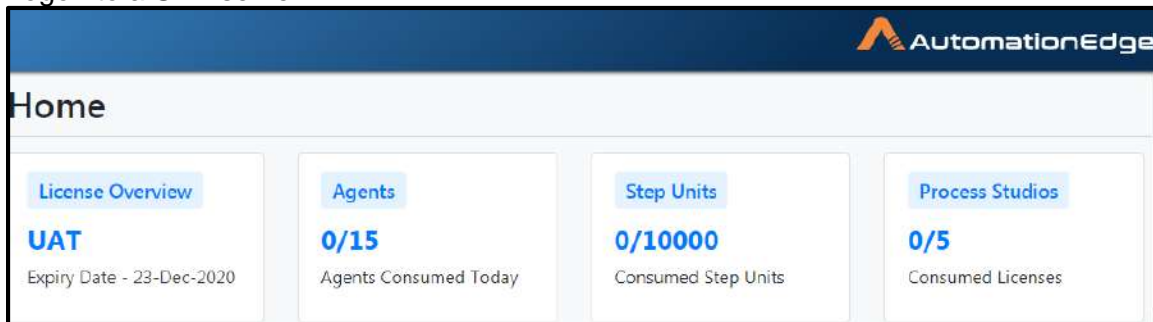 AutomationEdge
Home
License Overview
UAT
Expiry Date - 23-Dec-2020
Agents
0/15
Agents Consumed Today
Step Units
0/10000
Consumed Step Units
Process Studios
0/5
Consumed Licenses